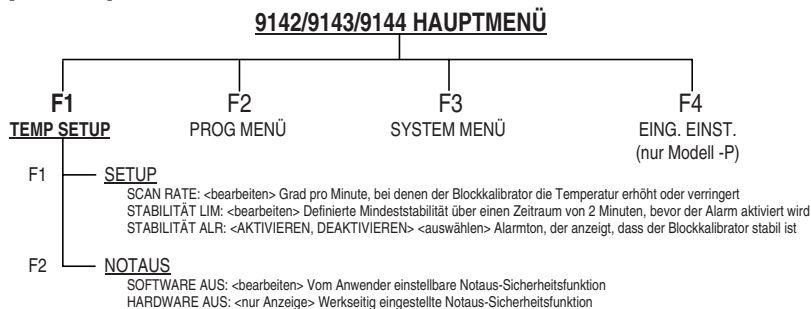 9142/9143/9144 HAUPTMENÜ
F1 F2 F3 F4
TEMP SETUP PROG MENÜ SYSTEM MENÜ EING. EINST.
(nur Modell -P)
F1 SETUP
SCAN RATE: <bearbeiten> Grad pro Minute, bei denen der Blockkalibrator die Temperatur erhöht oder verringert
STABILITÄT LIM: <bearbeiten> Definierte Mindeststabilität über einen Zeitraum von 2 Minuten, bevor der Alarm aktiviert wird
STABILITÄT ALR: <AKTIVIEREN, DEAKTIVIEREN> <auswählen> Alarmton, der anzeigt, dass der Blockkalibrator stabil ist
F2 NOTAUS
SOFTWARE AUS: <bearbeiten> Vom Anwender einstellbare Notaus-Sicherheitsfunktion
HARDWARE AUS: <nur Anzeige> Werkseitig eingestellte Notaus-Sicherheitsfunktion